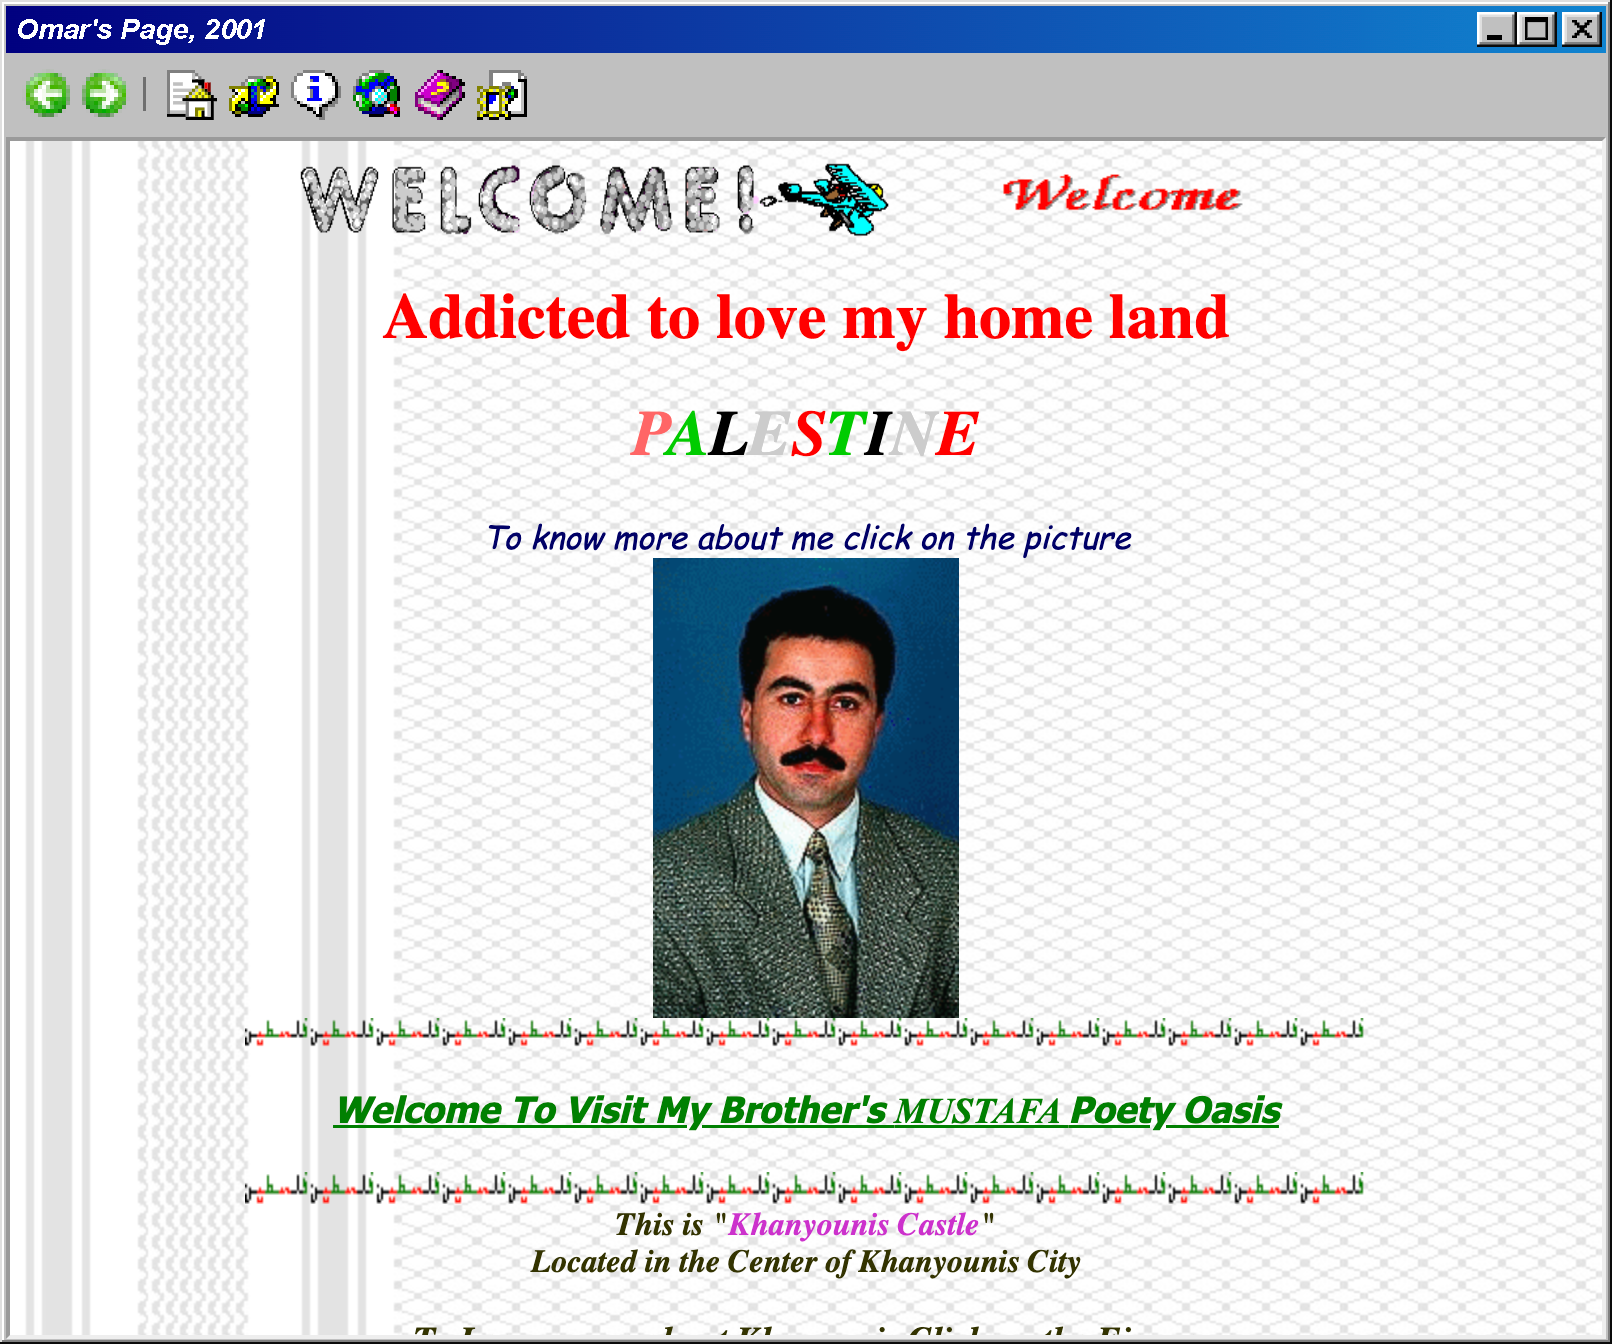 Omar's Page, 2001
WELCOME! Welcome
Addicted to love my home land
PALESTINE
To know more about me click on the picture
فلسطين فلسطين فلسطين فلسطين فلسطين فلسطين فلسطين فلسطين فلسطين فلسطين فلسطين فلسطين فلسطين فلسطين فلسطين فلسطين فلسطين
Welcome To Visit My Brother's MUSTAFA Poety Oasis
فلسطين فلسطين فلسطين فلسطين فلسطين فلسطين فلسطين فلسطين فلسطين فلسطين فلسطين فلسطين فلسطين فلسطين فلسطين فلسطين فلسطين
This is "Khanyounis Castle"
Located in the Center of Khanyounis City